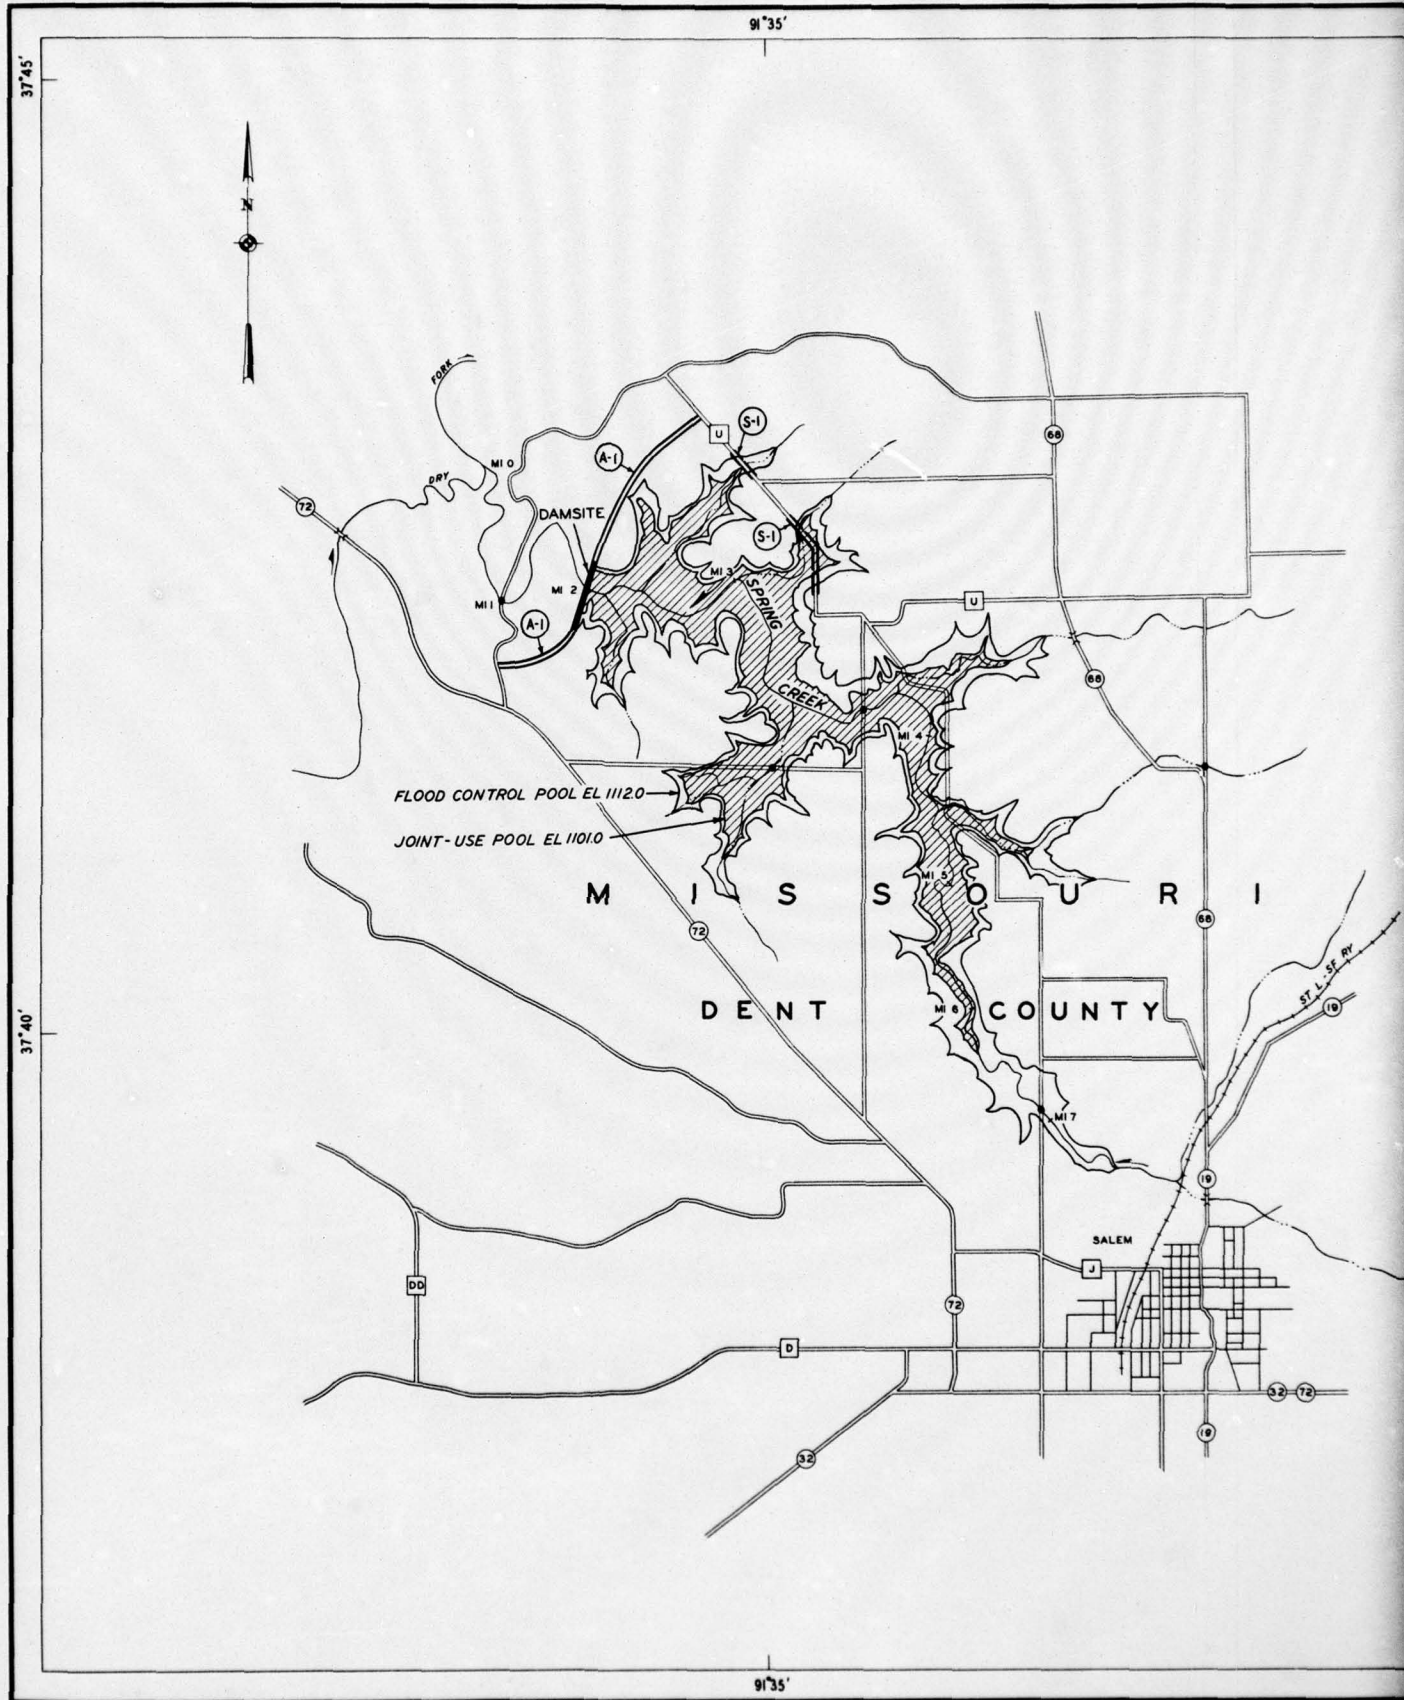 91°35'
37°45'
N
FORK
U
S-1
68
A-1
MI 0
DRY
72
DAMSITE
S-1
MI 3
MI 2
SPRING
MI 1
U
A-1
68
CREEK
MI 4
FLOOD CONTROL POOL EL 1112.0
JOINT-USE POOL EL 1101.0
MI 5
MISSOURI
72
68
ST L-SF RY
DENT COUNTY
MI 6
19
37°40'
MI 7
19
SALEM
J
DD
72
D
32 72
19
32
91°35'